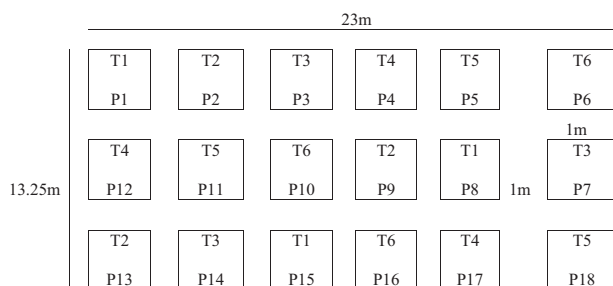 23m
T1 T2 T3 T4 T5 T6
P1 P2 P3 P4 P5 P6
1m
T4 T5 T6 T2 T1 T3
13.25m P12 P11 P10 P9 P8 1m P7
T2 T3 T1 T6 T4 T5
P13 P14 P15 P16 P17 P18